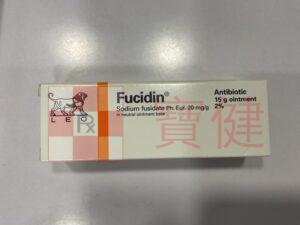 Fucidin®
Sodium fusidate Ph. Eur. 20 mg/g
in neutral ointment base
Antibiotic
15 g ointment
2%
LEO
Rx
寶健